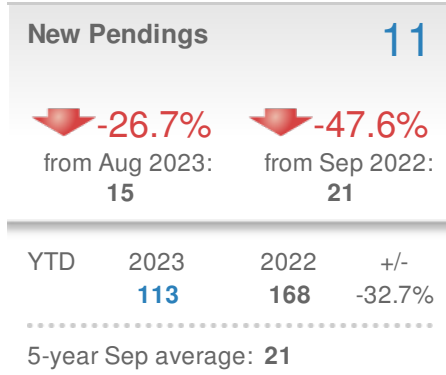 New Pendings 11
-26.7% -47.6%
from Aug 2023: from Sep 2022:
15 21
YTD 2023 2022 +/-
113 168 -32.7%
5-year Sep average: 21